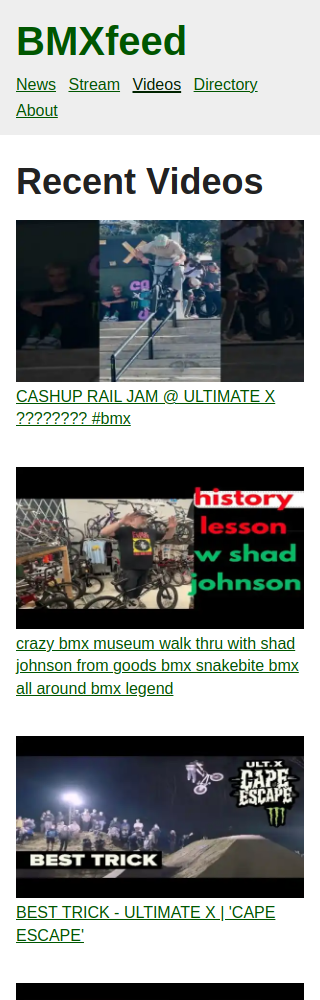 BMXfeed
News Stream Videos Directory
About
Recent Videos
CASHUP RAIL JAM @ ULTIMATE X
???????? #bmx
history
lesson
w shad
johnson
crazy bmx museum walk thru with shad
johnson from goods bmx snakebite bmx
all around bmx legend
ULT.X
CAPE
ESCAPE
BEST TRICK
BEST TRICK - ULTIMATE X | 'CAPE
ESCAPE'